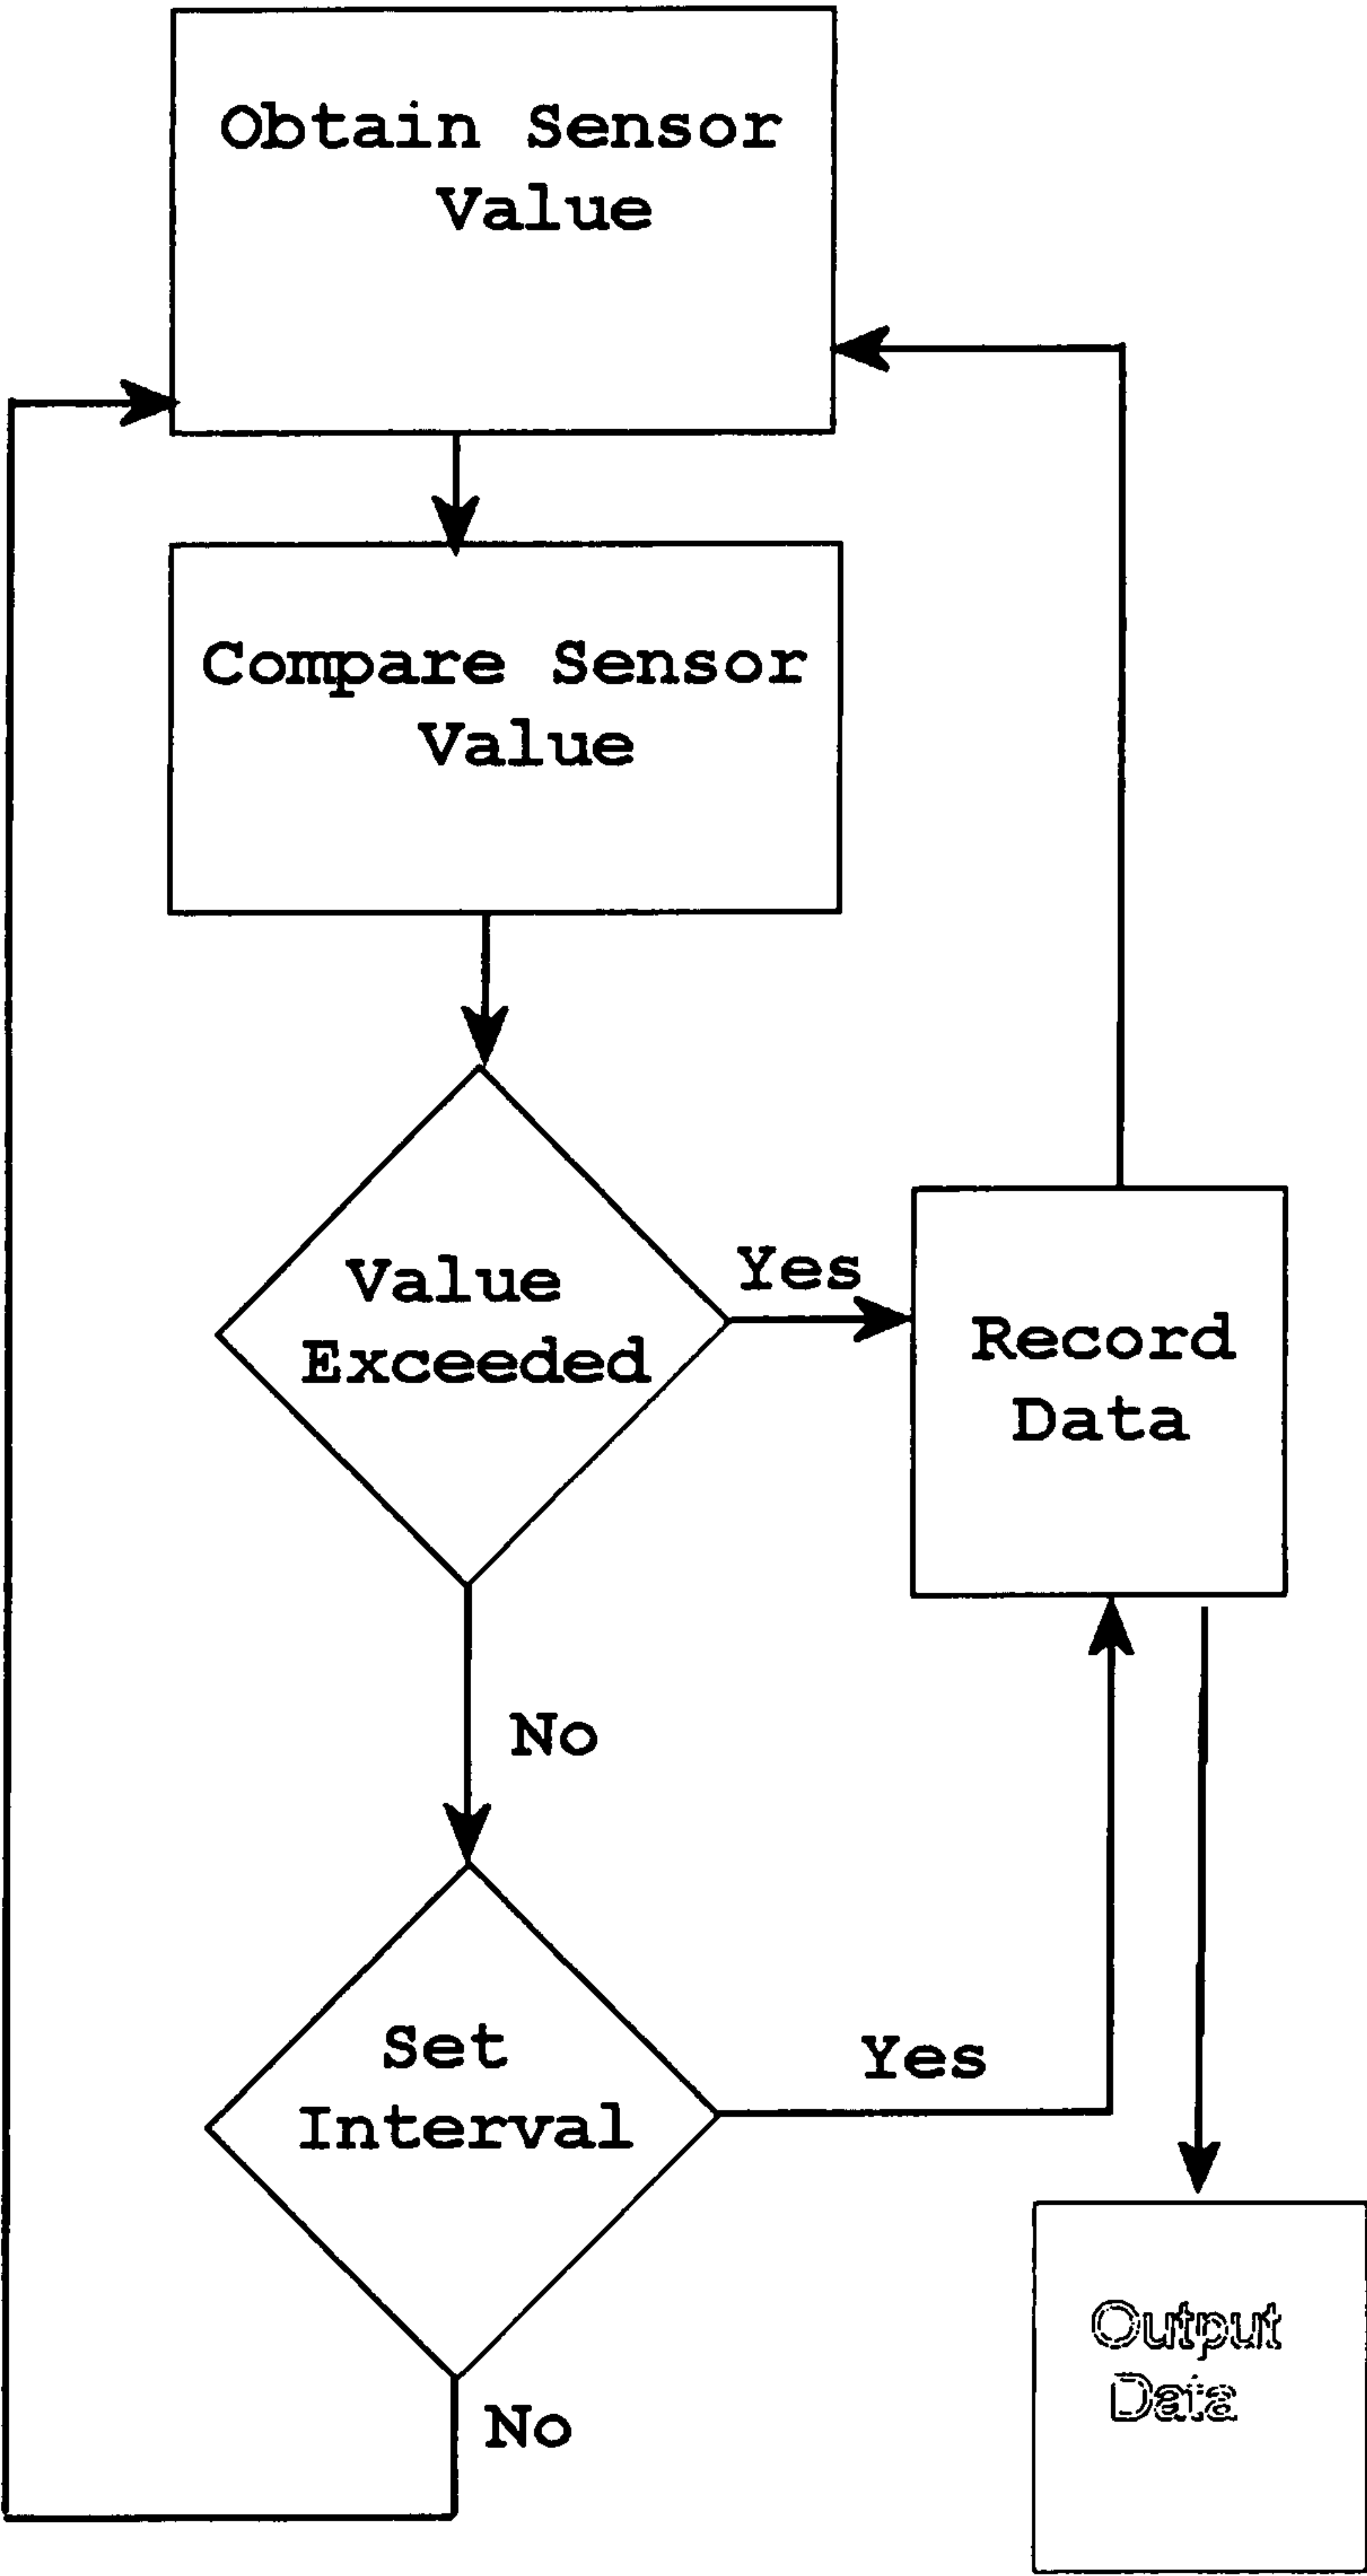 Obtain Sensor
Value
Compare Sensor
Value
Value
Exceeded
Yes
Record
Data
No
Set
Interval
Yes
Output
Data
No